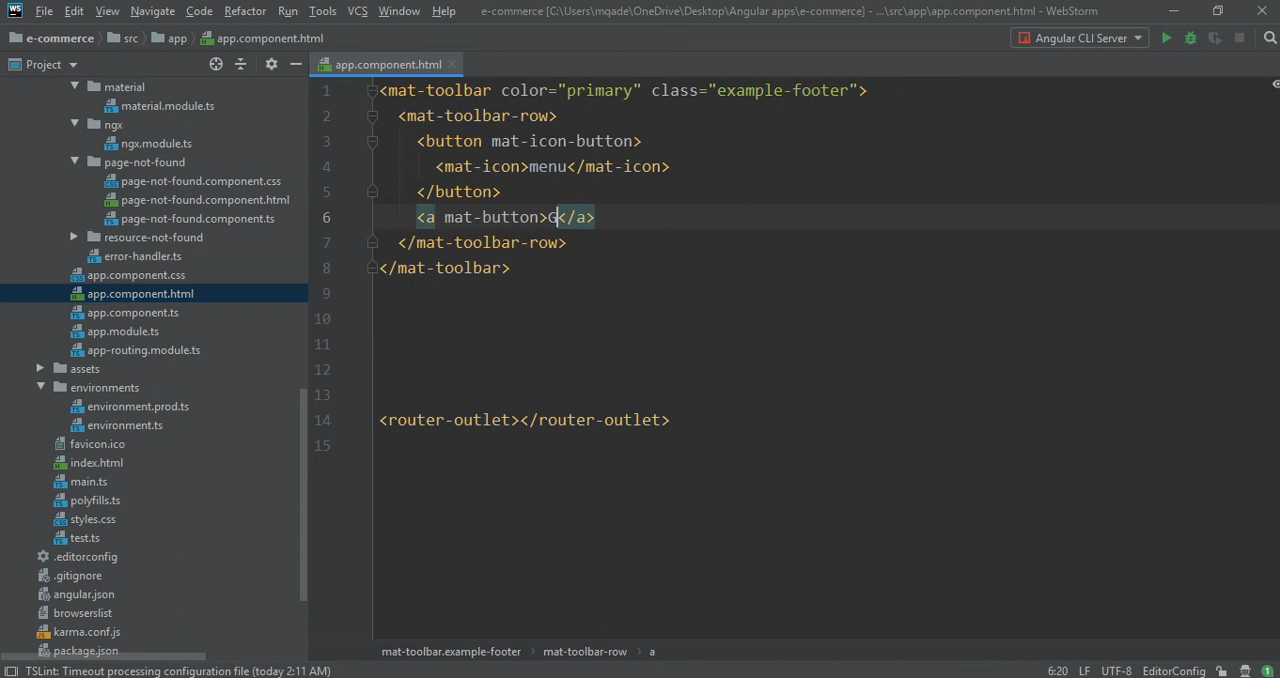 WS File Edit View Navigate Code Refactor Run Tools VCS Window Help e-commerce [C:\Users\mqade\OneDrive\Desktop\Angular apps\e-commerce] - ...\src\app\app.component.html - WebStorm
e-commerce src app app.component.html Angular CLI Server
Project app.component.html
material
material.module.ts
ngx
ngx.module.ts
page-not-found
page-not-found.component.css
page-not-found.component.html
page-not-found.component.ts
resource-not-found
error-handler.ts
app.component.css
app.component.html
app.component.ts
app.module.ts
app-routing.module.ts
assets
environments
environment.prod.ts
environment.ts
favicon.ico
index.html
main.ts
polyfills.ts
styles.css
test.ts
.editorconfig
.gitignore
angular.json
browserslist
karma.conf.js
package.json
1 <mat-toolbar color="primary" class="example-footer">
2 <mat-toolbar-row>
3 <button mat-icon-button>
4 <mat-icon>menu</mat-icon>
5 </button>
6 <a mat-button>G</a>
7 </mat-toolbar-row>
8 </mat-toolbar>
9
10
11
12
13
14 <router-outlet></router-outlet>
15
mat-toolbar.example-footer mat-toolbar-row a
TSLint: Timeout processing configuration file (today 2:11 AM) 6:20 LF UTF-8 EditorConfig 1